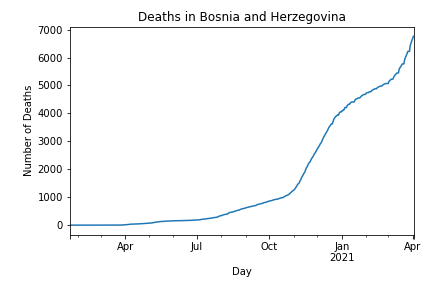 Deaths in Bosnia and Herzegovina
7000
6000
5000
4000
3000
2000
1000
0
Number of Deaths
Apr Jul Oct Jan Apr
2021
Day